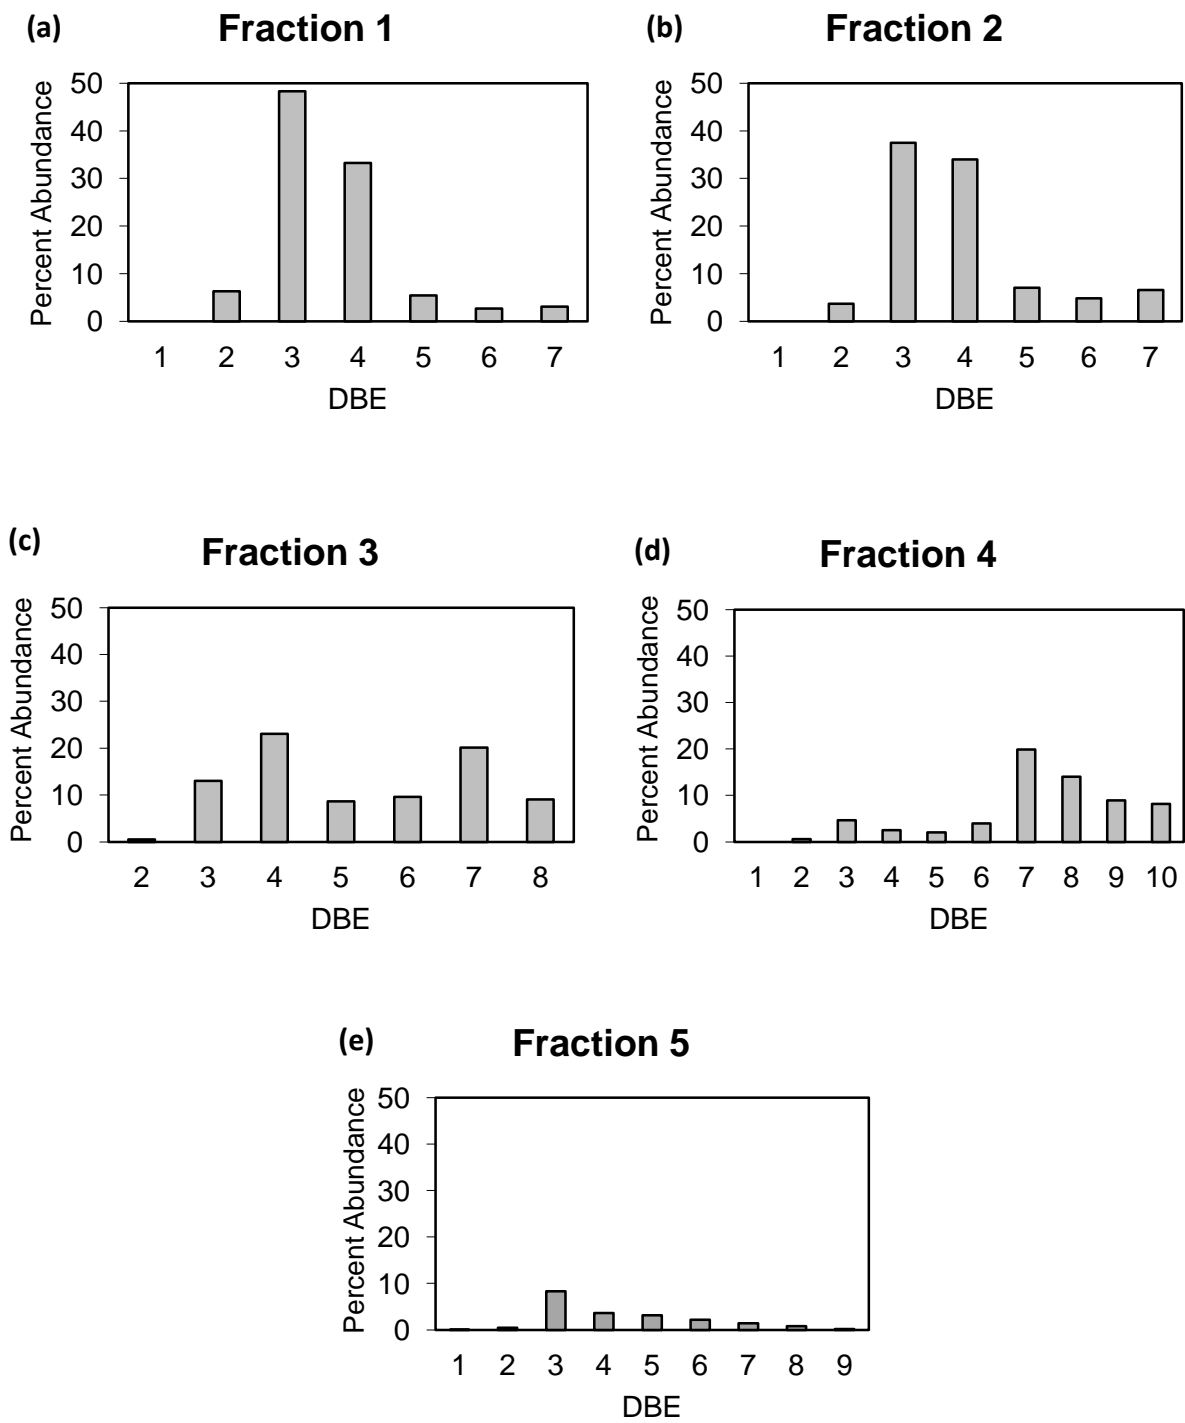 (a) Fraction 1
Percent Abundance
50
40
30
20
10
0
1 2 3 4 5 6 7
DBE
(b) Fraction 2
Percent Abundance
50
40
30
20
10
0
1 2 3 4 5 6 7
DBE
(c) Fraction 3
Percent Abundance
50
40
30
20
10
0
2 3 4 5 6 7 8
DBE
(d) Fraction 4
Percent Abundance
50
40
30
20
10
0
1 2 3 4 5 6 7 8 9 10
DBE
(e) Fraction 5
Percent Abundance
50
40
30
20
10
0
1 2 3 4 5 6 7 8 9
DBE